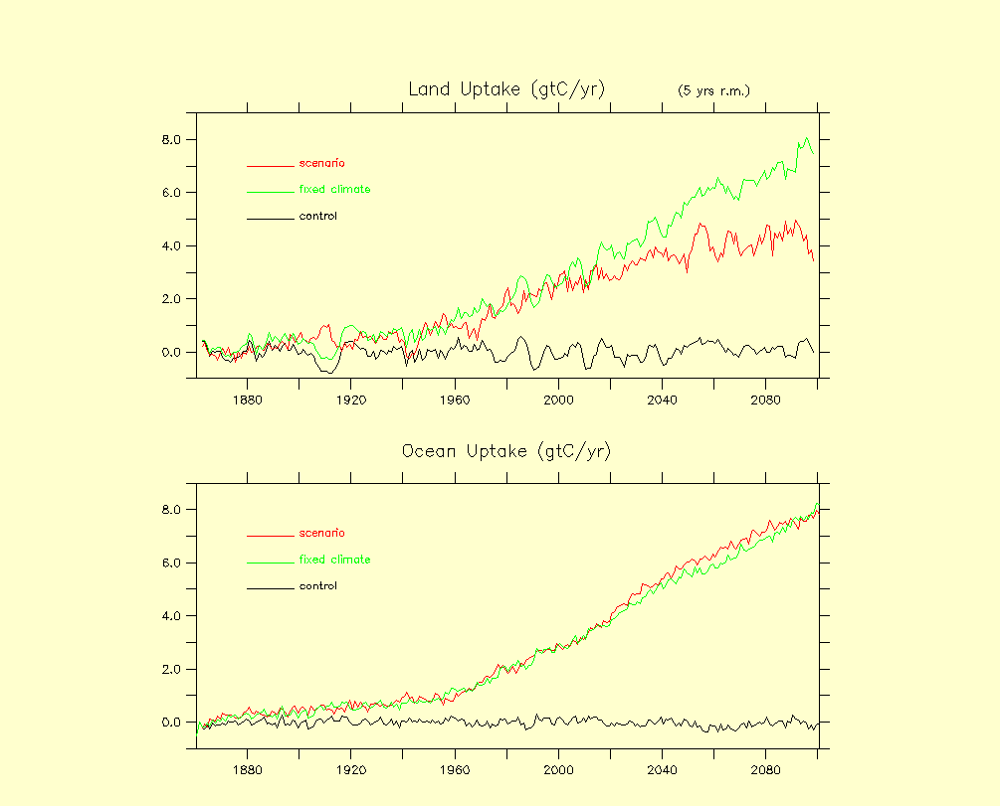 Land Uptake (gtC/yr) (5 yrs r.m.)
8.0
scenario
6.0
fixed climate
control
4.0
2.0
0.0
1880 1920 1960 2000 2040 2080
Ocean Uptake (gtC/yr)
8.0
scenario
6.0
fixed climate
control
4.0
2.0
0.0
1880 1920 1960 2000 2040 2080